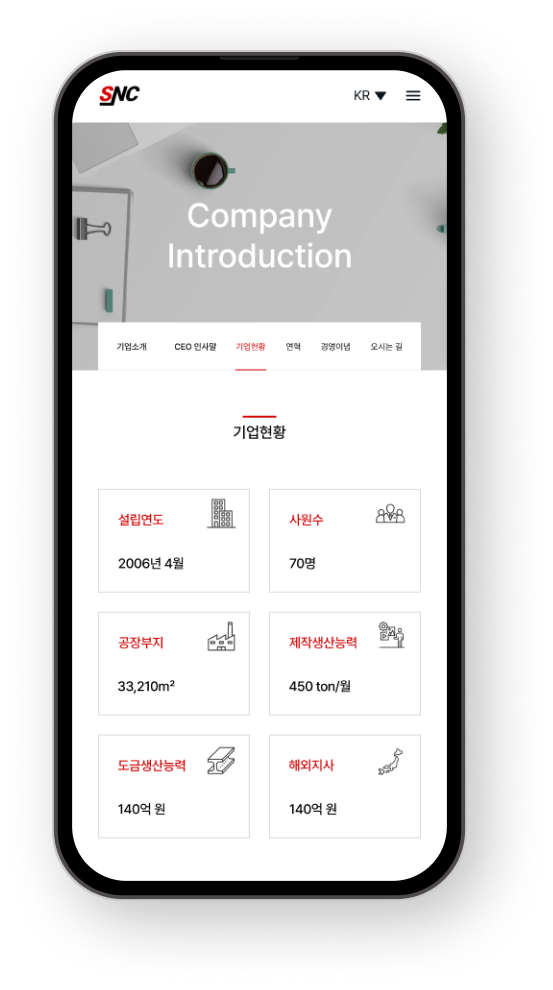 SNC
KR
Company
Introduction
기업소개 CEO 인사말 기업현황 연혁 경영이념 오시는 길
기업현황
설립연도
2006년 4월
사원수
70명
공장부지
33,210m²
제작생산능력
450 ton/월
도금생산능력
140억 원
해외지사
140억 원